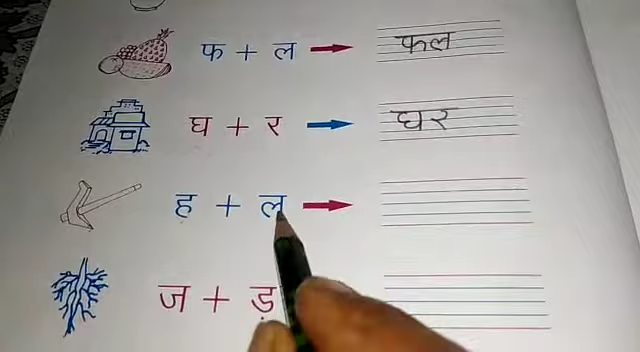 फ + ल → फल
घ + र → घर
ह + ल →
ज + ड़